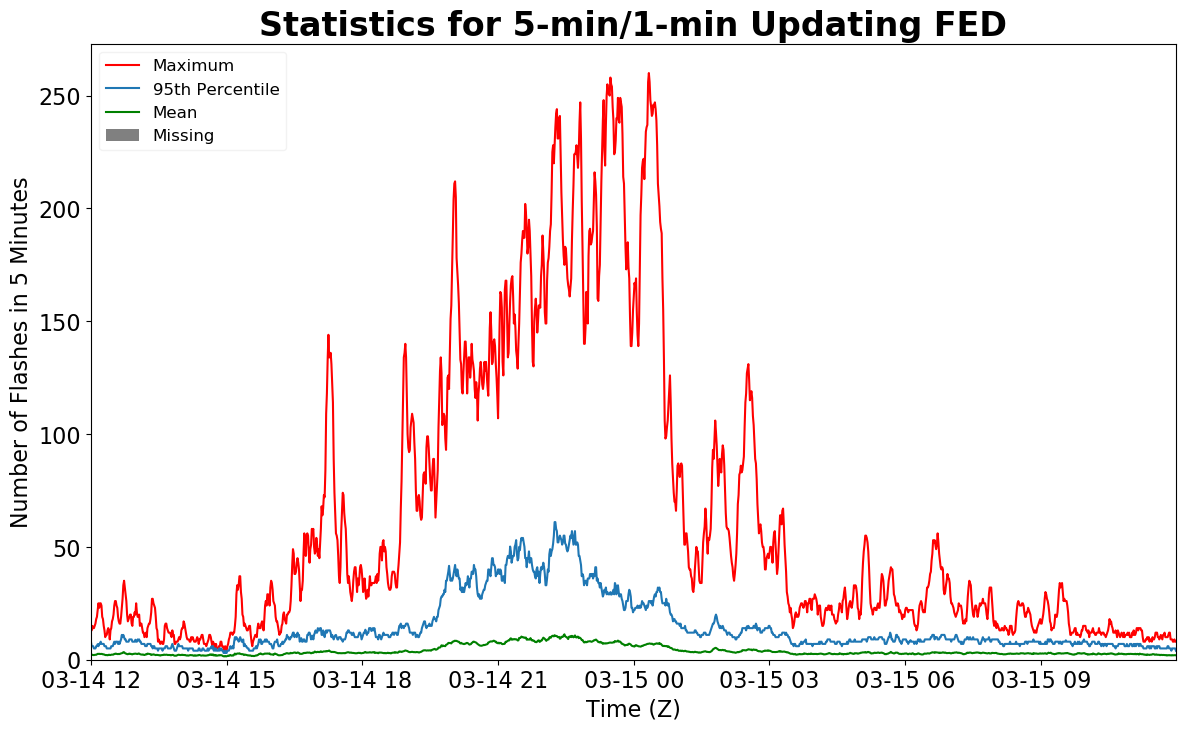 Statistics for 5-min/1-min Updating FED
Number of Flashes in 5 Minutes
250
200
150
100
50
0
Maximum
95th Percentile
Mean
Missing
03-14 12 03-14 15 03-14 18 03-14 21 03-15 00 03-15 03 03-15 06 03-15 09
Time (Z)